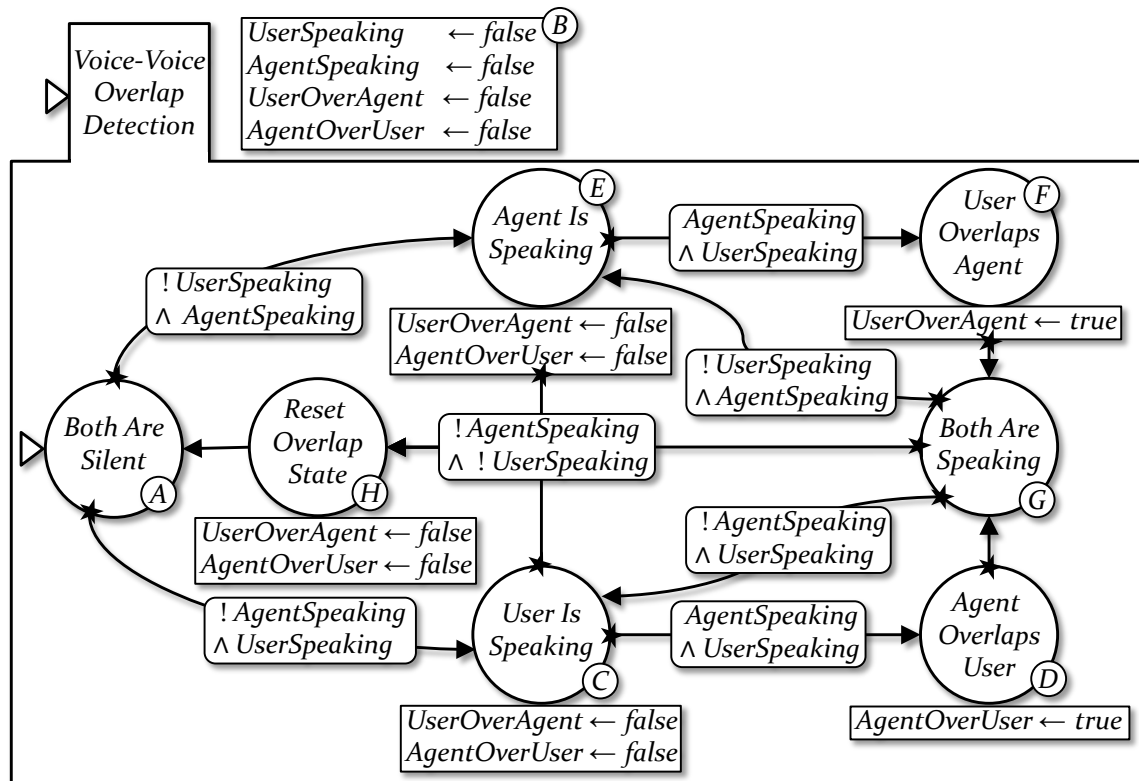 Voice-Voice
Overlap
Detection
UserSpeaking ← false
AgentSpeaking ← false
UserOverAgent ← false
AgentOverUser ← false
B
E
Agent Is
Speaking
UserOverAgent ← false
AgentOverUser ← false
AgentSpeaking
∧ UserSpeaking
F
User
Overlaps
Agent
UserOverAgent ← true
! UserSpeaking
∧ AgentSpeaking
! UserSpeaking
∧ AgentSpeaking
Both Are
Silent
A
Reset
Overlap
State
H
UserOverAgent ← false
AgentOverUser ← false
! AgentSpeaking
∧ ! UserSpeaking
Both Are
Speaking
G
! AgentSpeaking
∧ UserSpeaking
! AgentSpeaking
∧ UserSpeaking
User Is
Speaking
C
UserOverAgent ← false
AgentOverUser ← false
AgentSpeaking
∧ UserSpeaking
Agent
Overlaps
User
D
AgentOverUser ← true